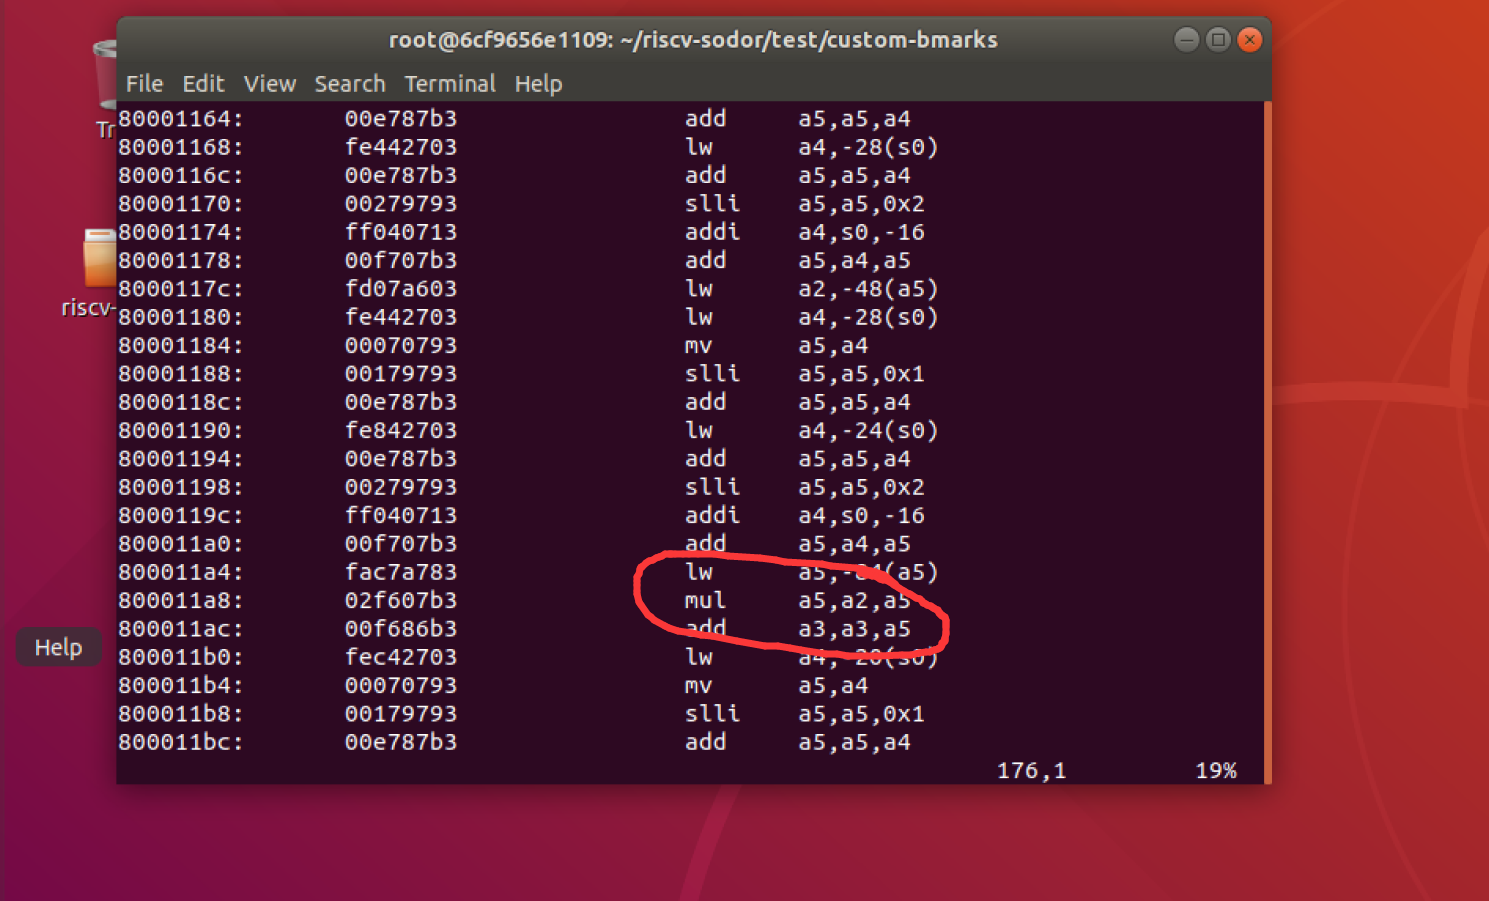 root@6cf9656e1109: ~/riscv-sodor/test/custom-bmarks
File Edit View Search Terminal Help
80001164: 00e787b3 add a5,a5,a4
80001168: fe442703 lw a4,-28(s0)
8000116c: 00e787b3 add a5,a5,a4
80001170: 00279793 slli a5,a5,0x2
80001174: ff040713 addi a4,s0,-16
80001178: 00f707b3 add a5,a4,a5
8000117c: fd07a603 lw a2,-48(a5)
80001180: fe442703 lw a4,-28(s0)
80001184: 00070793 mv a5,a4
80001188: 00179793 slli a5,a5,0x1
8000118c: 00e787b3 add a5,a5,a4
80001190: fe842703 lw a4,-24(s0)
80001194: 00e787b3 add a5,a5,a4
80001198: 00279793 slli a5,a5,0x2
8000119c: ff040713 addi a4,s0,-16
800011a0: 00f707b3 add a5,a4,a5
800011a4: fac7a783 lw a5,-84(a5)
800011a8: 02f607b3 mul a5,a2,a5
800011ac: 00f686b3 add a3,a3,a5
800011b0: fec42703 lw a4,-20(s0)
800011b4: 00070793 mv a5,a4
800011b8: 00179793 slli a5,a5,0x1
800011bc: 00e787b3 add a5,a5,a4
176,1 19%
Tr
riscv-
Help